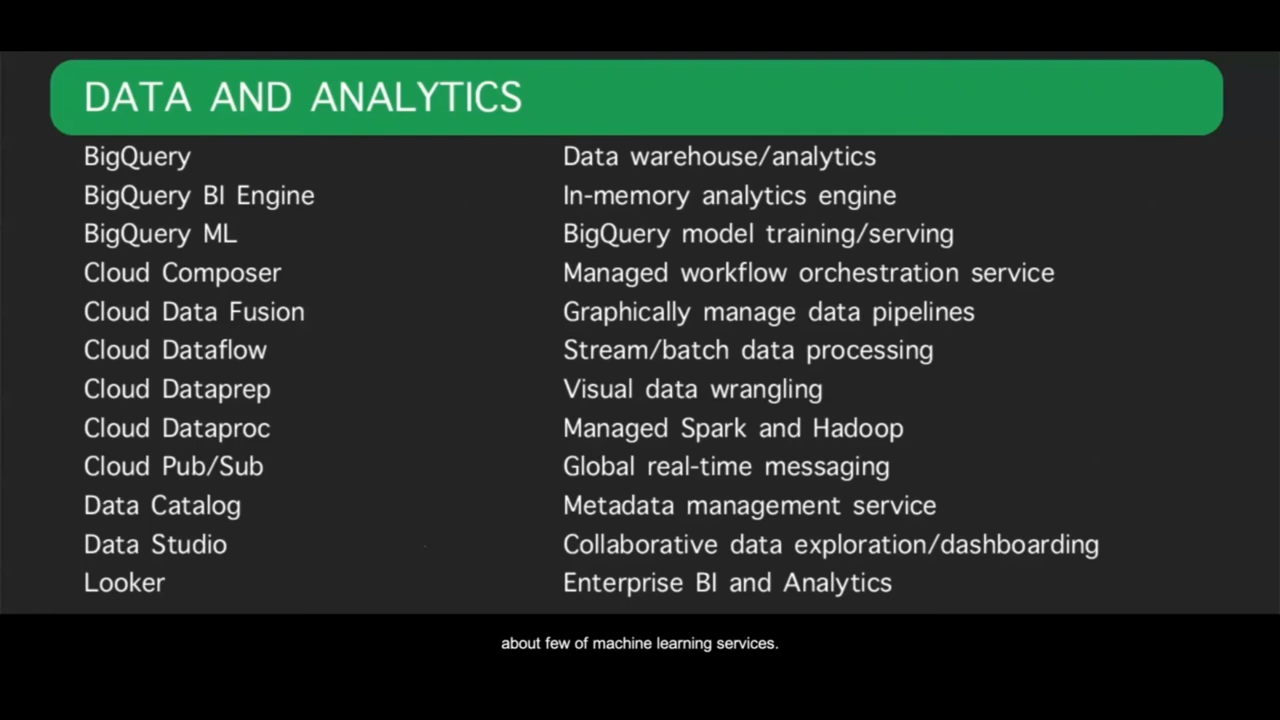 DATA AND ANALYTICS
BigQuery Data warehouse/analytics
BigQuery BI Engine In-memory analytics engine
BigQuery ML BigQuery model training/serving
Cloud Composer Managed workflow orchestration service
Cloud Data Fusion Graphically manage data pipelines
Cloud Dataflow Stream/batch data processing
Cloud Dataprep Visual data wrangling
Cloud Dataproc Managed Spark and Hadoop
Cloud Pub/Sub Global real-time messaging
Data Catalog Metadata management service
Data Studio Collaborative data exploration/dashboarding
Looker Enterprise BI and Analytics
about few of machine learning services.